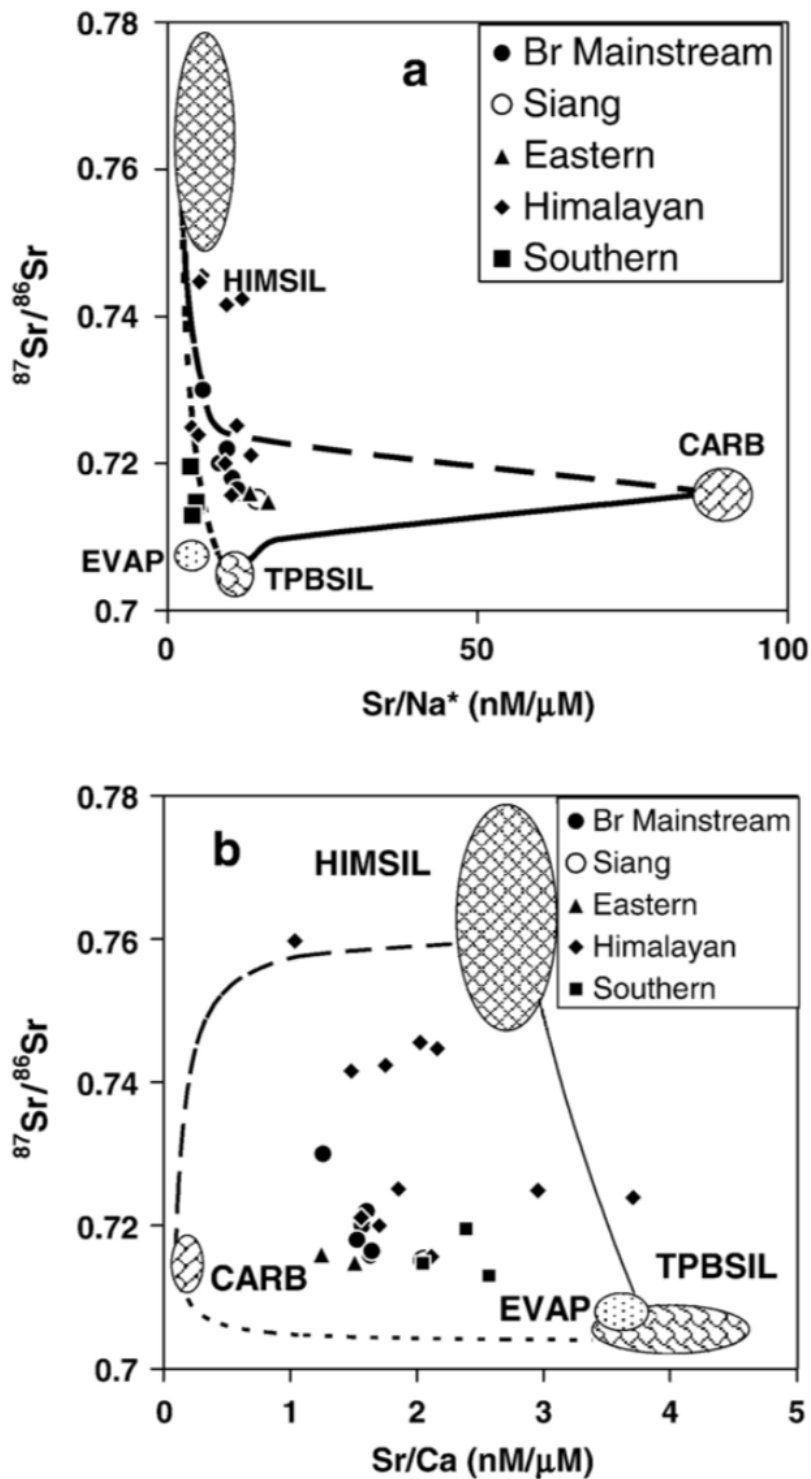 0.78
a
Br Mainstream
Siang
Eastern
Himalayan
Southern
0.76
HIMSIL
0.74
⁸⁷Sr/⁸⁶Sr
0.72
CARB
EVAP
TPBSIL
0.7
0 50 100
Sr/Na* (nM/μM)
0.78
b
HIMSIL
Br Mainstream
Siang
Eastern
Himalayan
Southern
0.76
0.74
⁸⁷Sr/⁸⁶Sr
0.72
CARB
EVAP
TPBSIL
0.7
0 1 2 3 4 5
Sr/Ca (nM/μM)